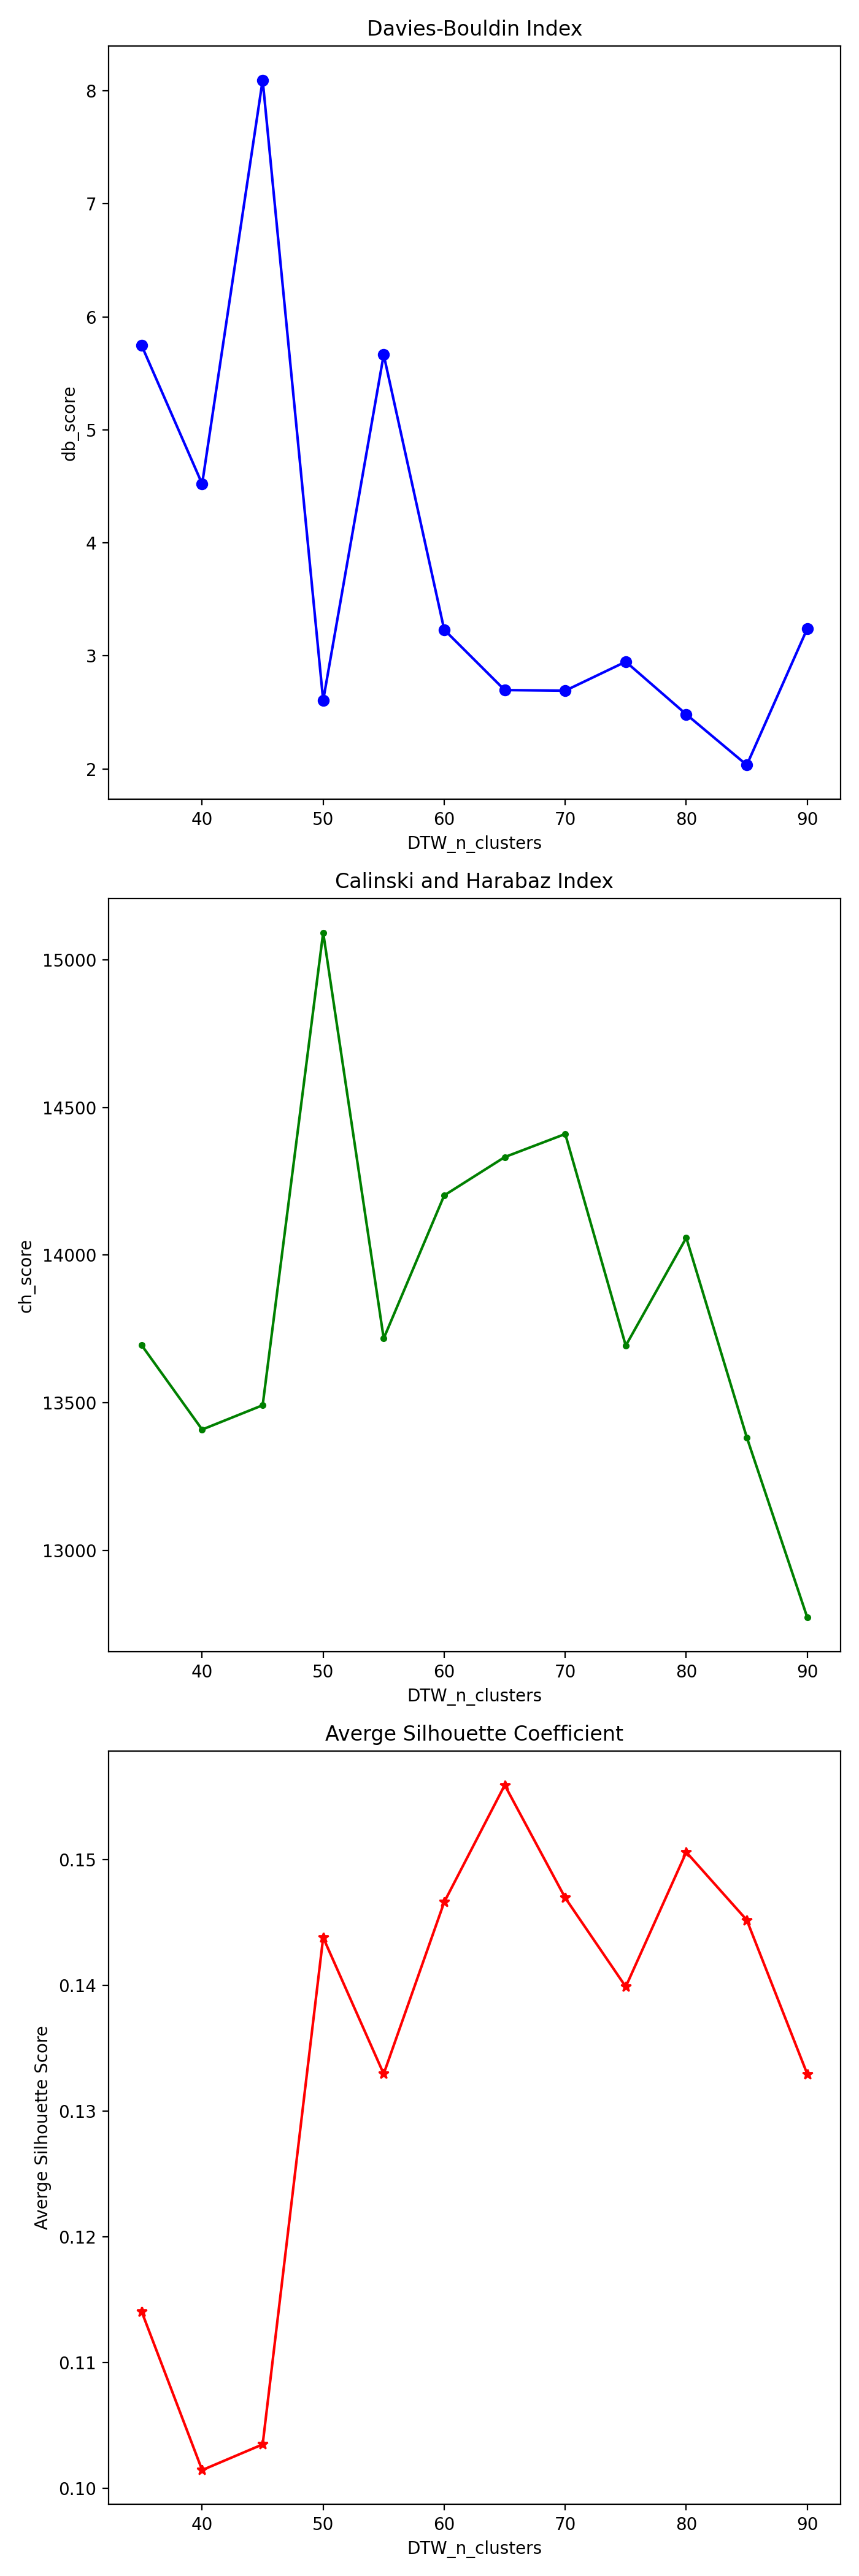 Davies-Bouldin Index
8
7
6
5
4
3
2
db_score
40 50 60 70 80 90
DTW_n_clusters
Calinski and Harabaz Index
15000
14500
14000
13500
13000
ch_score
40 50 60 70 80 90
DTW_n_clusters
Averge Silhouette Coefficient
0.15
0.14
0.13
0.12
0.11
0.10
Averge Silhouette Score
40 50 60 70 80 90
DTW_n_clusters